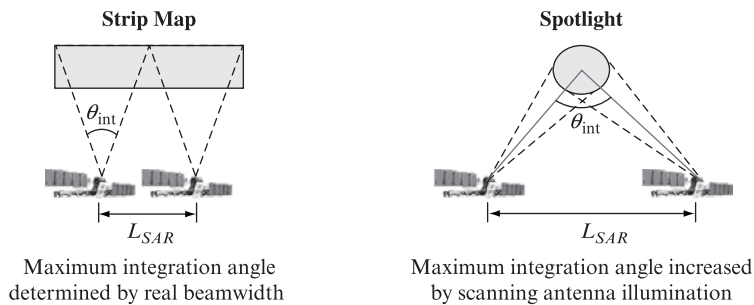 Strip Map
θint
LSAR
Maximum integration angle
determined by real beamwidth
Spotlight
θint
LSAR
Maximum integration angle increased
by scanning antenna illumination